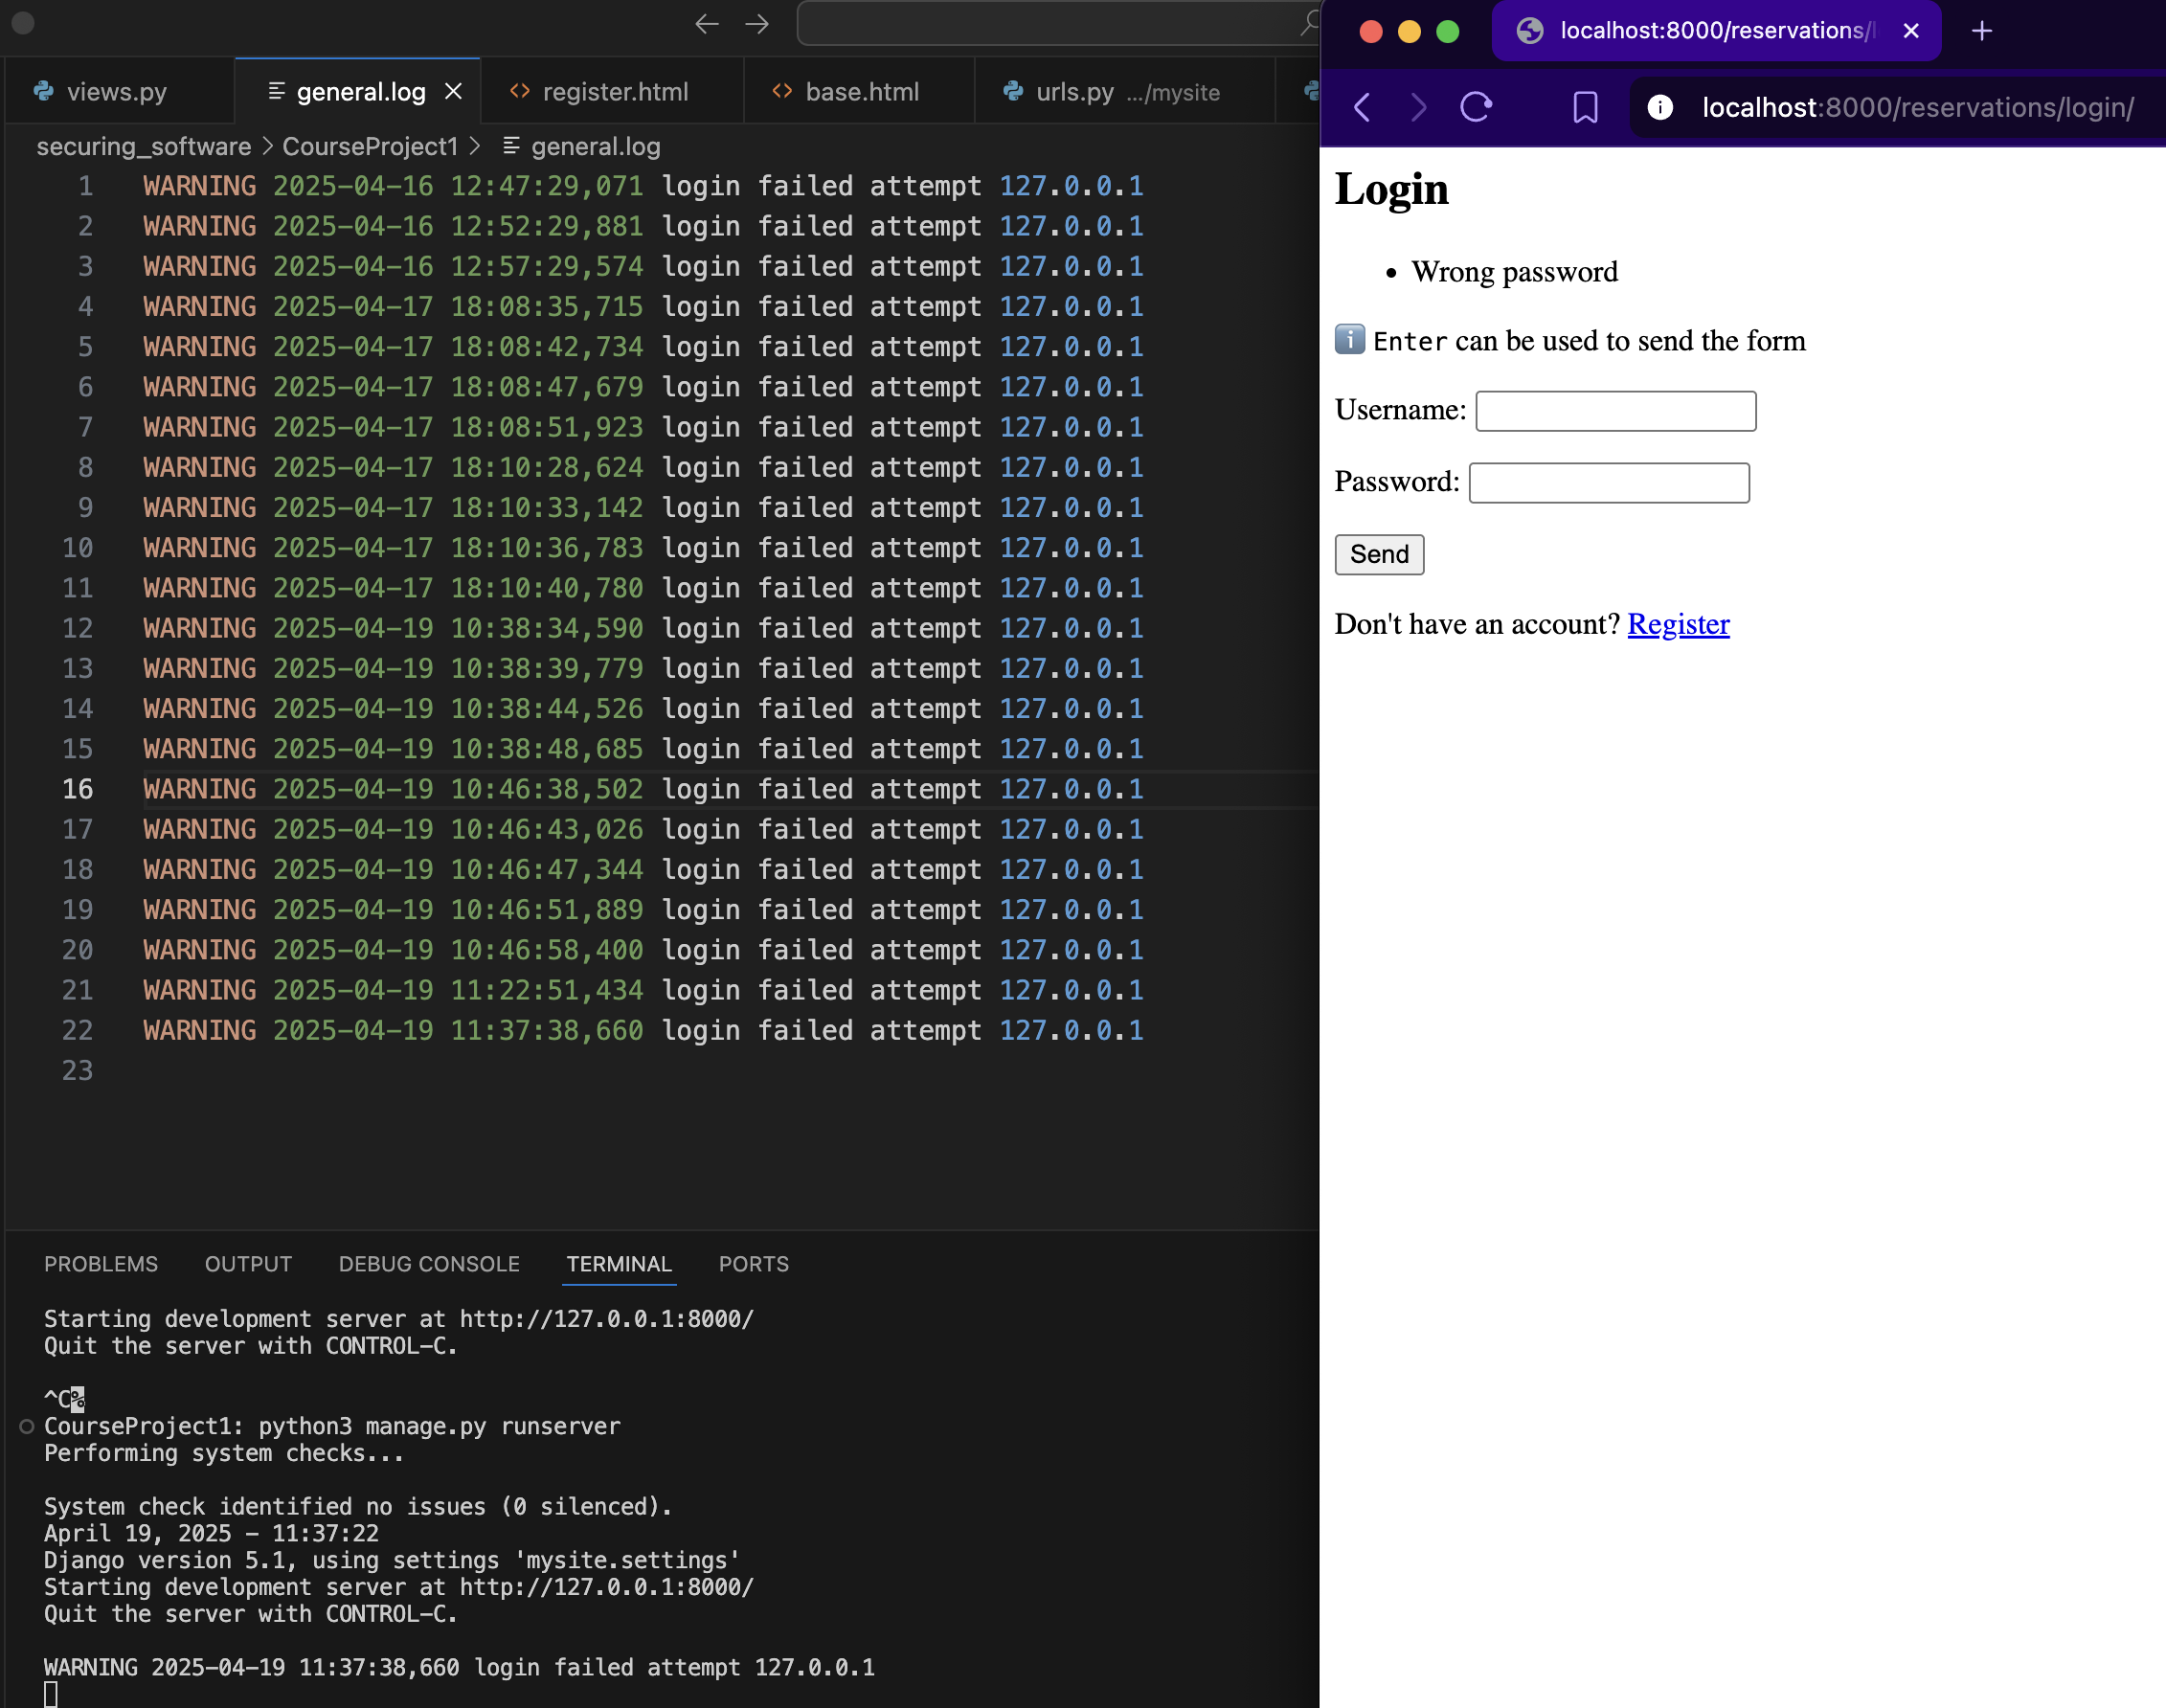 views.py general.log register.html base.html urls.py .../mysite
securing_software > CourseProject1 > general.log
1 WARNING 2025-04-16 12:47:29,071 login failed attempt 127.0.0.1
2 WARNING 2025-04-16 12:52:29,881 login failed attempt 127.0.0.1
3 WARNING 2025-04-16 12:57:29,574 login failed attempt 127.0.0.1
4 WARNING 2025-04-17 18:08:35,715 login failed attempt 127.0.0.1
5 WARNING 2025-04-17 18:08:42,734 login failed attempt 127.0.0.1
6 WARNING 2025-04-17 18:08:47,679 login failed attempt 127.0.0.1
7 WARNING 2025-04-17 18:08:51,923 login failed attempt 127.0.0.1
8 WARNING 2025-04-17 18:10:28,624 login failed attempt 127.0.0.1
9 WARNING 2025-04-17 18:10:33,142 login failed attempt 127.0.0.1
10 WARNING 2025-04-17 18:10:36,783 login failed attempt 127.0.0.1
11 WARNING 2025-04-17 18:10:40,780 login failed attempt 127.0.0.1
12 WARNING 2025-04-19 10:38:34,590 login failed attempt 127.0.0.1
13 WARNING 2025-04-19 10:38:39,779 login failed attempt 127.0.0.1
14 WARNING 2025-04-19 10:38:44,526 login failed attempt 127.0.0.1
15 WARNING 2025-04-19 10:38:48,685 login failed attempt 127.0.0.1
16 WARNING 2025-04-19 10:46:38,502 login failed attempt 127.0.0.1
17 WARNING 2025-04-19 10:46:43,026 login failed attempt 127.0.0.1
18 WARNING 2025-04-19 10:46:47,344 login failed attempt 127.0.0.1
19 WARNING 2025-04-19 10:46:51,889 login failed attempt 127.0.0.1
20 WARNING 2025-04-19 10:46:58,400 login failed attempt 127.0.0.1
21 WARNING 2025-04-19 11:22:51,434 login failed attempt 127.0.0.1
22 WARNING 2025-04-19 11:37:38,660 login failed attempt 127.0.0.1
23
PROBLEMS OUTPUT DEBUG CONSOLE TERMINAL PORTS
Starting development server at http://127.0.0.1:8000/
Quit the server with CONTROL-C.
^C%
CourseProject1: python3 manage.py runserver
Performing system checks...
System check identified no issues (0 silenced).
April 19, 2025 - 11:37:22
Django version 5.1, using settings 'mysite.settings'
Starting development server at http://127.0.0.1:8000/
Quit the server with CONTROL-C.
WARNING 2025-04-19 11:37:38,660 login failed attempt 127.0.0.1
localhost:8000/reservations/l
localhost:8000/reservations/login/
Login
• Wrong password
ℹ️ Enter can be used to send the form
Username:
Password:
Send
Don't have an account? Register